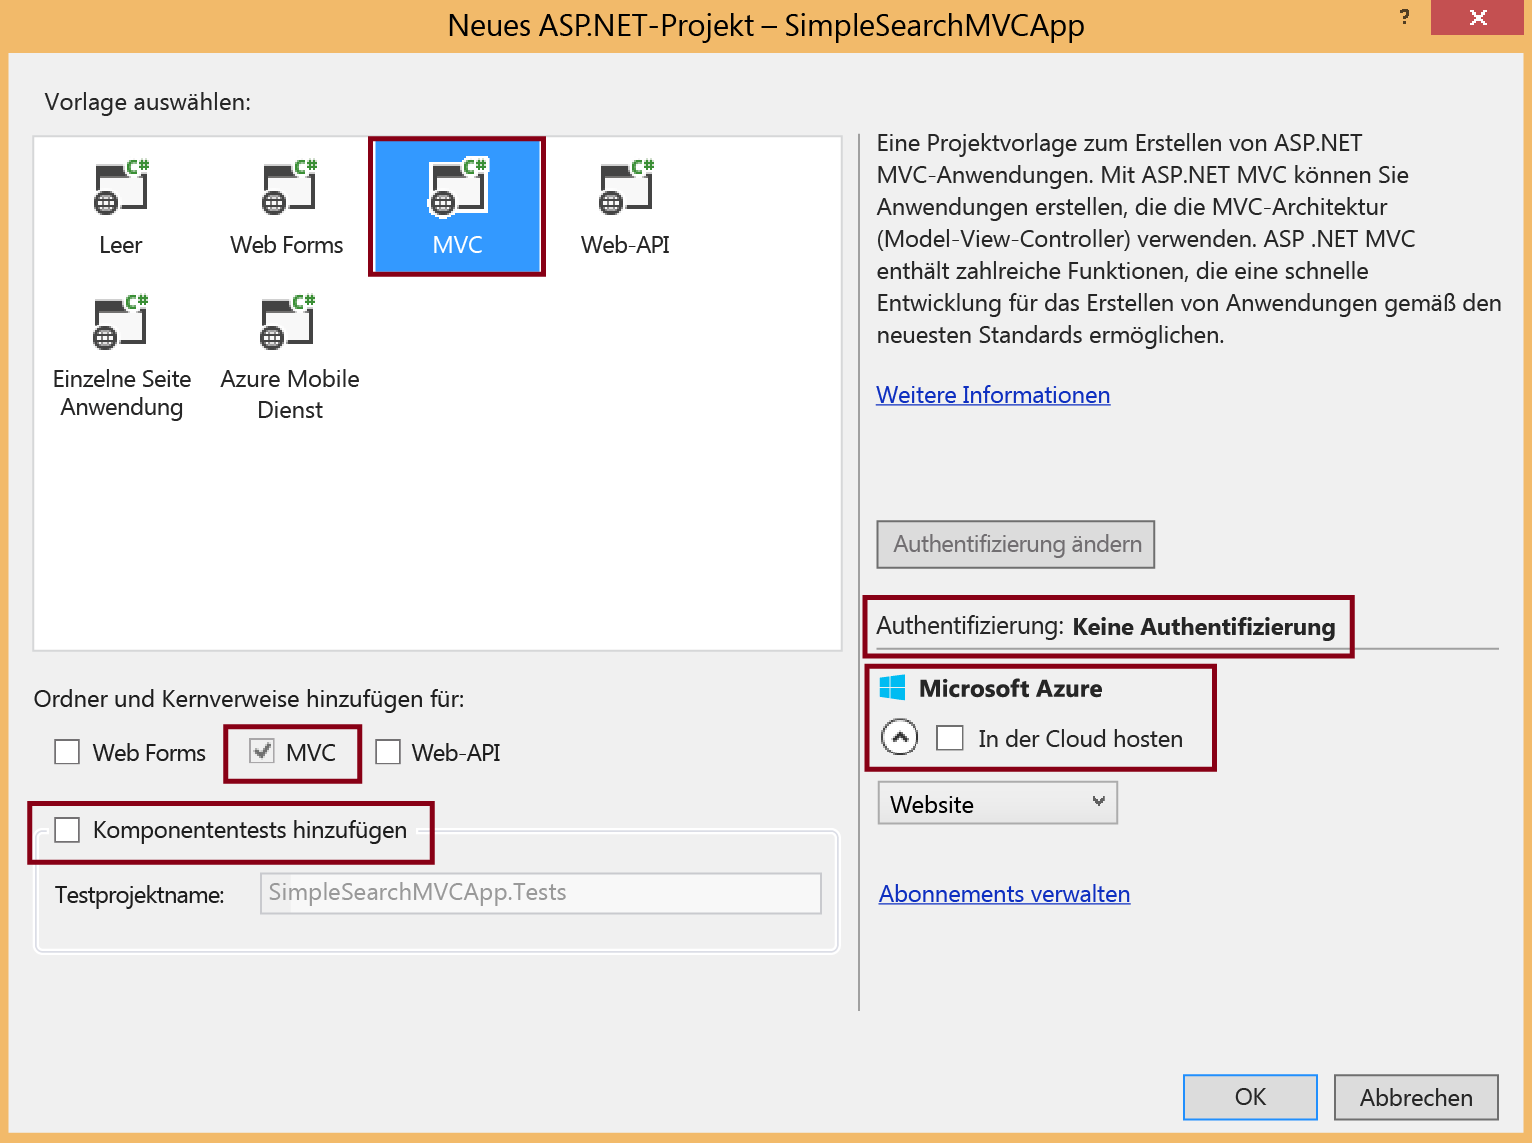 Neues ASP.NET-Projekt – SimpleSearchMVCApp
?
Vorlage auswählen:
C#
C#
C#
C#
Leer
Web Forms
MVC
Web-API
C#
C#
Einzelne Seite
Anwendung
Azure Mobile
Dienst
Eine Projektvorlage zum Erstellen von ASP.NET
MVC-Anwendungen. Mit ASP.NET MVC können Sie
Anwendungen erstellen, die die MVC-Architektur
(Model-View-Controller) verwenden. ASP .NET MVC
enthält zahlreiche Funktionen, die eine schnelle
Entwicklung für das Erstellen von Anwendungen gemäß den
neuesten Standards ermöglichen.
Weitere Informationen
Authentifizierung ändern
Authentifizierung: Keine Authentifizierung
Microsoft Azure
In der Cloud hosten
Website
Abonnements verwalten
Ordner und Kernverweise hinzufügen für:
Web Forms
MVC
Web-API
Komponententests hinzufügen
Testprojektname:
SimpleSearchMVCApp.Tests
OK
Abbrechen